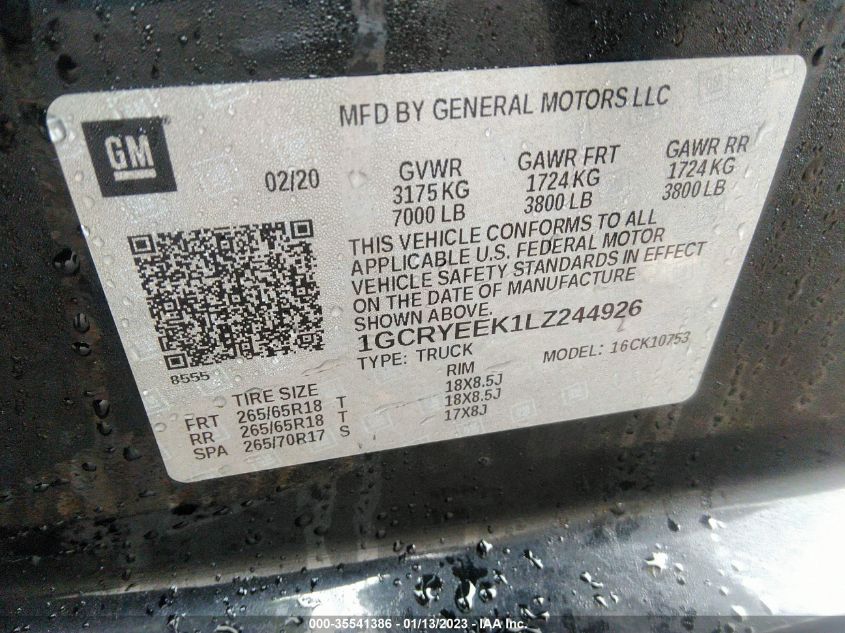 MFD BY GENERAL MOTORS LLC
GM
02/20
GVWR GAWR FRT GAWR RR
3175 KG 1724 KG 1724 KG
7000 LB 3800 LB 3800 LB
THIS VEHICLE CONFORMS TO ALL
APPLICABLE U.S. FEDERAL MOTOR
VEHICLE SAFETY STANDARDS IN EFFECT
ON THE DATE OF MANUFACTURE
SHOWN ABOVE.
1GCRYEEK1LZ244926
TYPE: TRUCK MODEL: 16CK10753
8555
TIRE SIZE RIM
FRT 265/65R18 T 18X8.5J
RR 265/65R18 T 18X8.5J
SPA 265/70R17 S 17X8J
000-35541386 - 01/13/2023 - IAA Inc.